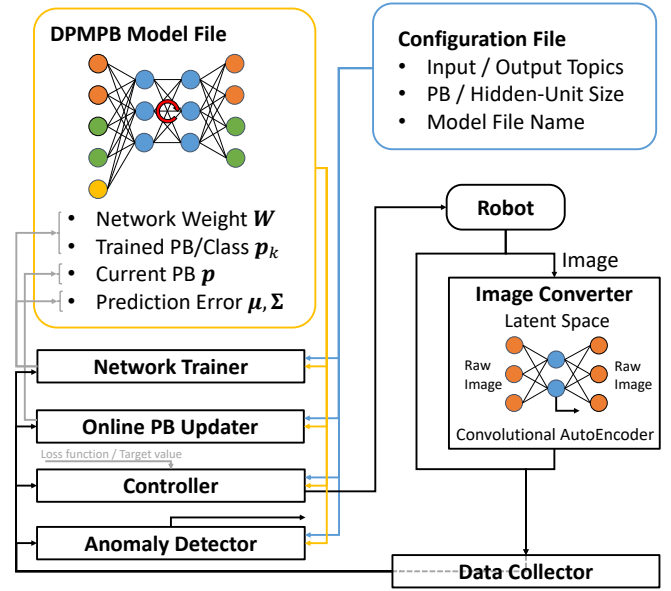 DPMPB Model File
• Network Weight W
• Trained PB/Class pₖ
• Current PB p
• Prediction Error μ, Σ
Configuration File
• Input / Output Topics
• PB / Hidden-Unit Size
• Model File Name
Robot
Image
Image Converter
Latent Space
Raw
Image
Raw
Image
Convolutional AutoEncoder
Network Trainer
Online PB Updater
Loss function / Target value
Controller
Anomaly Detector
Data Collector